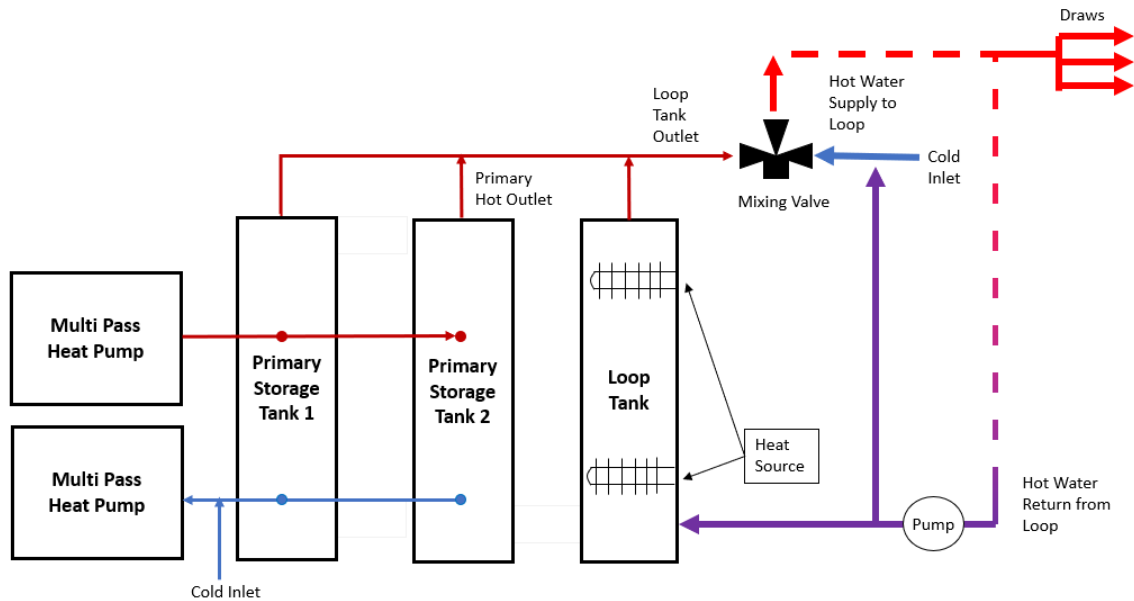 Draws
Loop
Tank
Outlet
Hot Water
Supply to
Loop
Cold
Inlet
Mixing Valve
Primary
Hot Outlet
Multi Pass
Heat Pump
Primary
Storage
Tank 1
Primary
Storage
Tank 2
Loop
Tank
Multi Pass
Heat Pump
Heat
Source
Pump
Hot Water
Return from
Loop
Cold Inlet